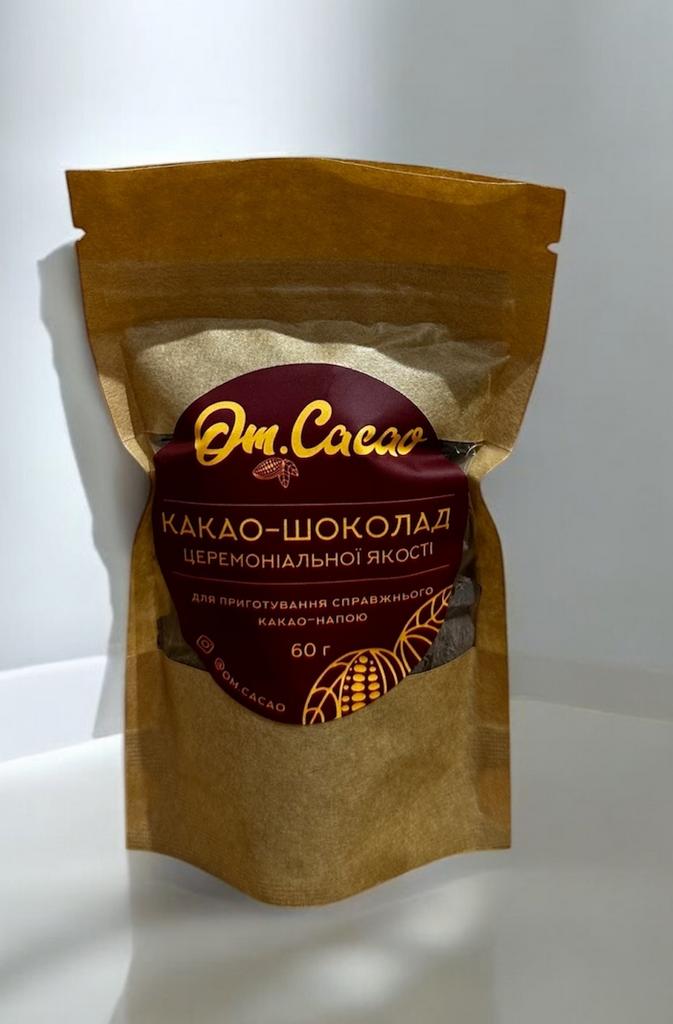 Om.Cacao
КАКАО-ШОКОЛАД
ЦЕРЕМОНІАЛЬНОЇ ЯКОСТІ
ДЛЯ ПРИГОТУВАННЯ СПРАВЖНЬОГО
КАКАО-НАПОЮ
60 г
@OM.CACAO